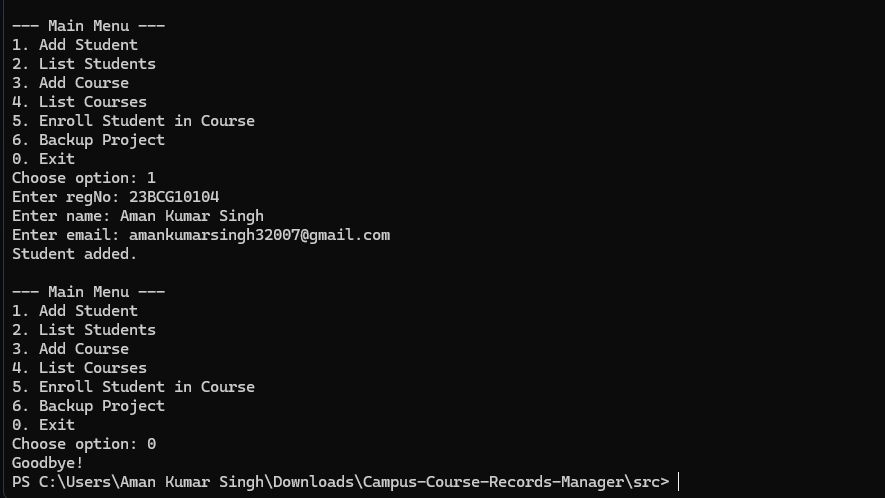 --- Main Menu ---
1. Add Student
2. List Students
3. Add Course
4. List Courses
5. Enroll Student in Course
6. Backup Project
0. Exit
Choose option: 1
Enter regNo: 23BCG10104
Enter name: Aman Kumar Singh
Enter email: amankumarsingh32007@gmail.com
Student added.
--- Main Menu ---
1. Add Student
2. List Students
3. Add Course
4. List Courses
5. Enroll Student in Course
6. Backup Project
0. Exit
Choose option: 0
Goodbye!
PS C:\Users\Aman Kumar Singh\Downloads\Campus-Course-Records-Manager\src>